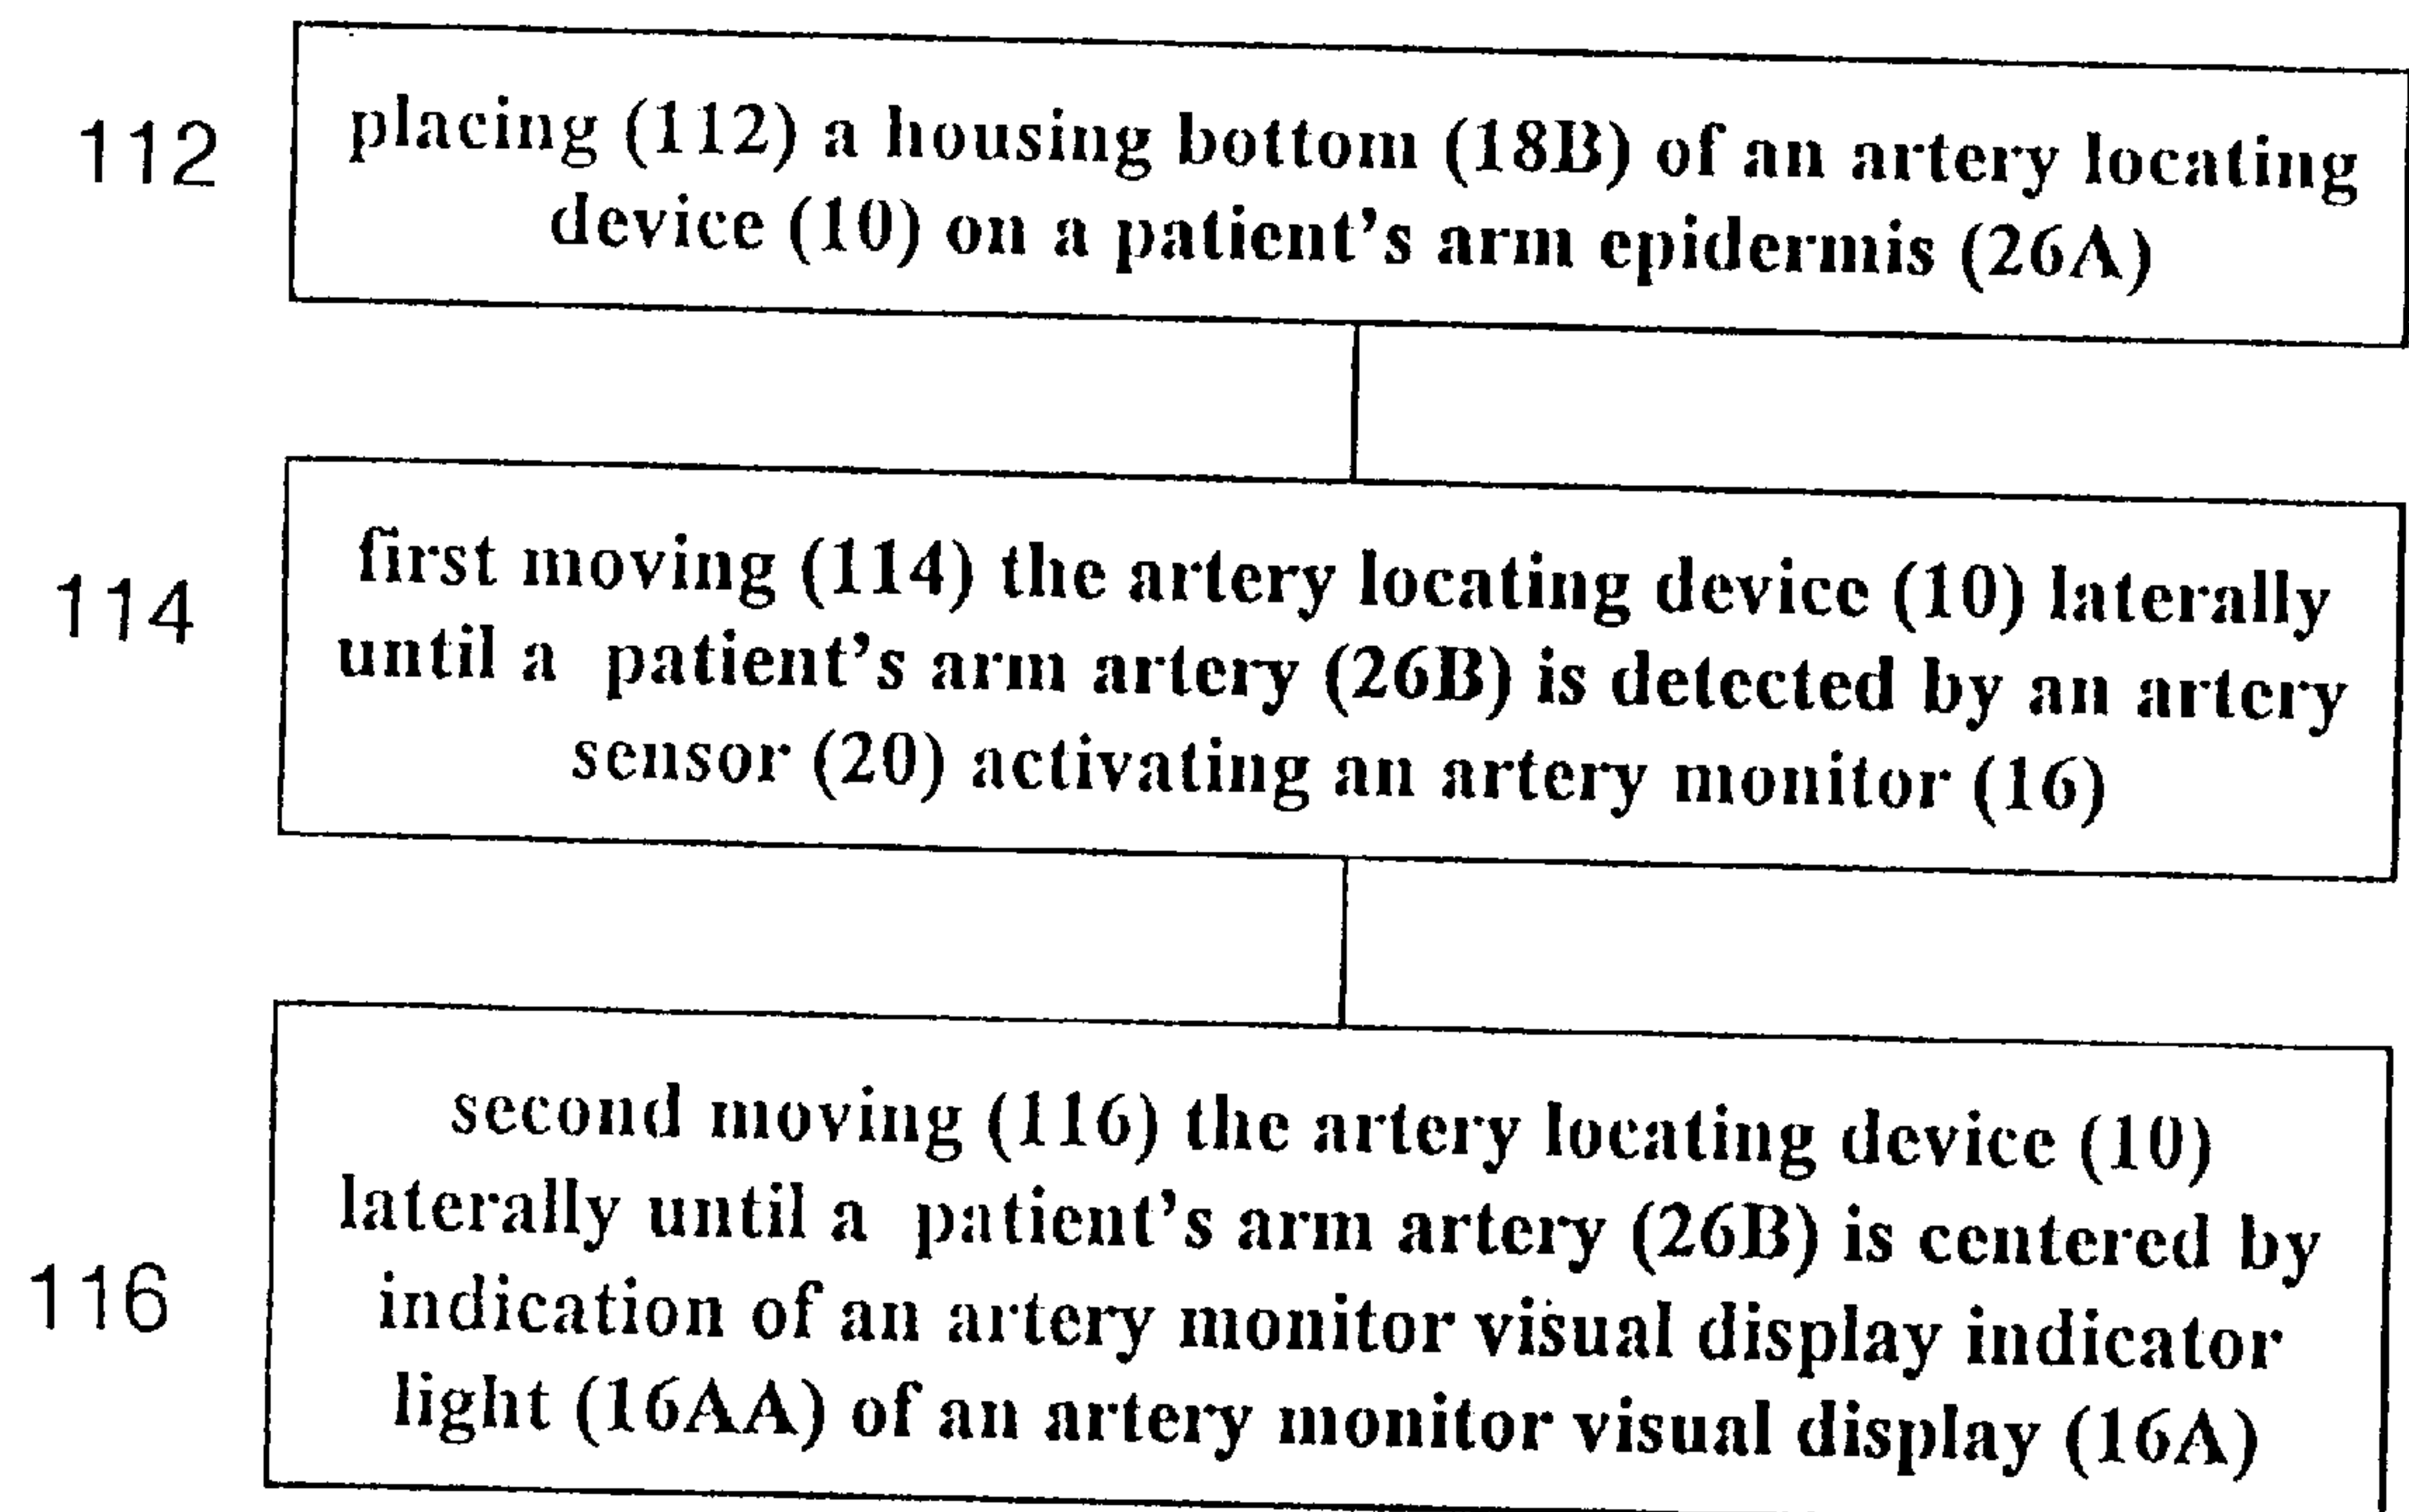 112
placing (112) a housing bottom (18B) of an artery locating
device (10) on a patient's arm epidermis (26A)
114
first moving (114) the artery locating device (10) laterally
until a patient's arm artery (26B) is detected by an artery
sensor (20) activating an artery monitor (16)
116
second moving (116) the artery locating device (10)
laterally until a patient's arm artery (26B) is centered by
indication of an artery monitor visual display indicator
light (16AA) of an artery monitor visual display (16A)